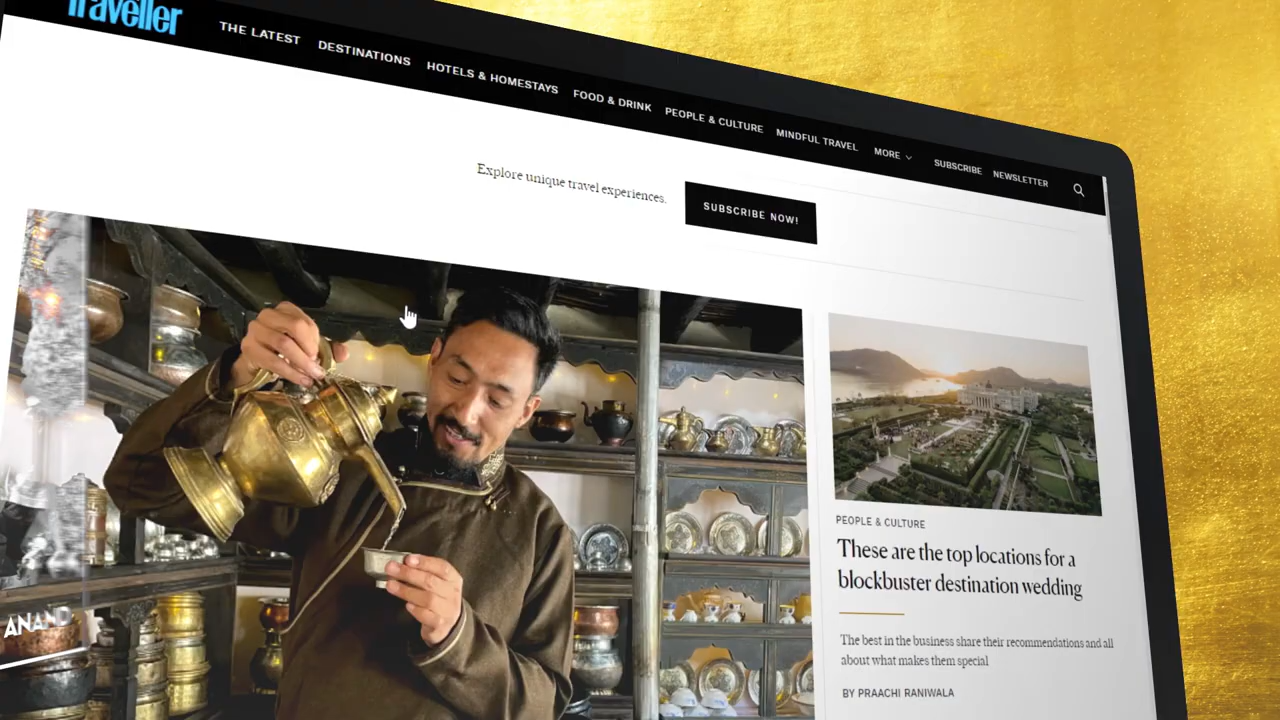 Traveller
THE LATEST
DESTINATIONS
HOTELS & HOMESTAYS
FOOD & DRINK
PEOPLE & CULTURE
MINDFUL TRAVEL
MORE
SUBSCRIBE
NEWSLETTER
Explore unique travel experiences.
SUBSCRIBE NOW!
ANAND
PEOPLE & CULTURE
These are the top locations for a
blockbuster destination wedding
The best in the business share their recommendations and all
about what makes them special
BY PRAACHI RANIWALA